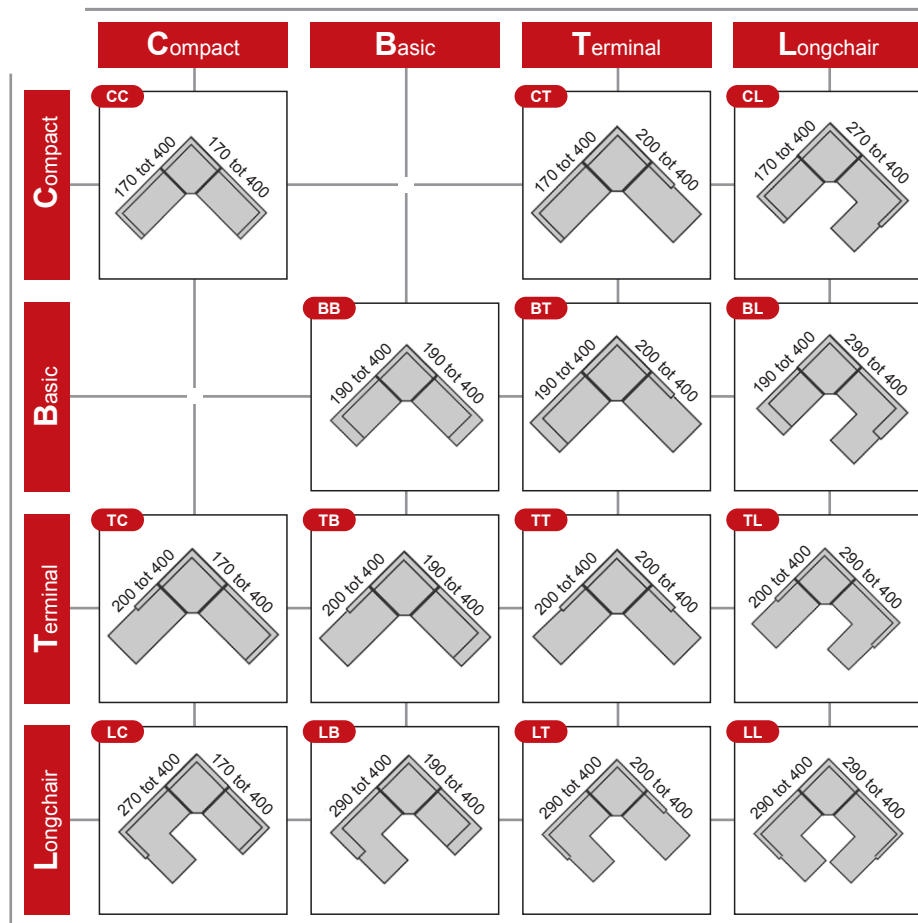 Compact
Basic
Terminal
Longchair
Compact
CC
170 tot 400
170 tot 400
CT
170 tot 400
200 tot 400
CL
170 tot 400
270 tot 400
Basic
BB
190 tot 400
190 tot 400
BT
190 tot 400
200 tot 400
BL
190 tot 400
290 tot 400
Terminal
TC
200 tot 400
170 tot 400
TB
200 tot 400
190 tot 400
TT
200 tot 400
200 tot 400
TL
200 tot 400
290 tot 400
Longchair
LC
270 tot 400
170 tot 400
LB
290 tot 400
190 tot 400
LT
290 tot 400
200 tot 400
LL
290 tot 400
290 tot 400